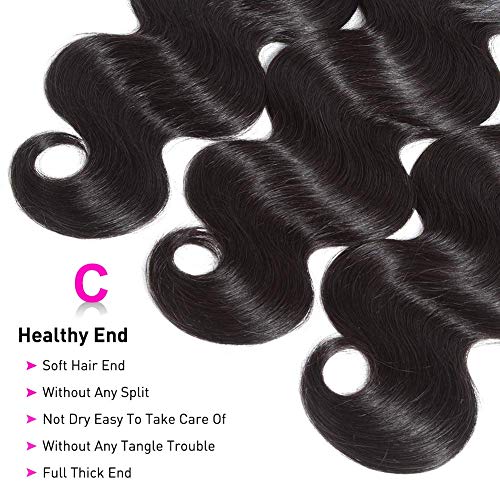 C
Healthy End
➤ Soft Hair End
➤ Without Any Split
➤ Not Dry Easy To Take Care Of
➤ Without Any Tangle Trouble
➤ Full Thick End